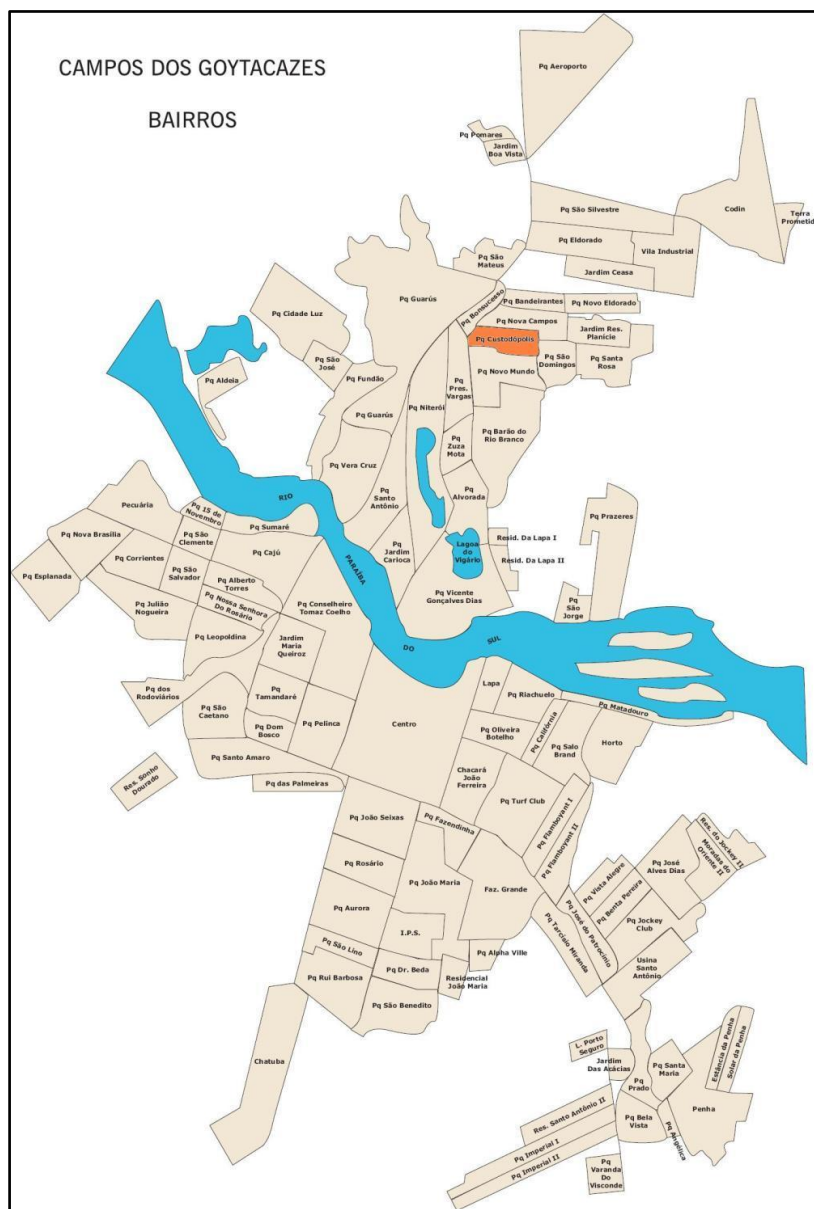 CAMPOS DOS GOYTACAZES
BAIRROS
Pq Aeroporto
Pq Pomares
Jardim
Boa Vista
Pq São Silvestre
Codin
Terra
Prometid
Pq Eldorado
Vila Industrial
Pq São
Mateus
Jardim Ceasa
Pq Guarús
Pq Bonsucesso
Pq Bandeirantes
Pq Novo Eldorado
Pq Cidade Luz
Pq Nova Campos
Jardim Res.
Planície
Pq Custodópolis
Pq São
José
Pq São
Domingos
Pq Santa
Rosa
Pq Aldeia
Pq Fundão
Pq Pres.
Vargas
Pq Novo Mundo
Pq Guarús
Pq Niterói
Pq Barão do
Rio Branco
Pq Zuza
Mota
Pq Vera Cruz
Pq
Santo
Antônio
Pq
Alvorada
RIO
PARAÍBA
DO
SUL
Pecuária
Pq 15 de
Novembro
Pq Sumaré
Pq Prazeres
Pq Nova Brasília
Pq São
Clemente
Resid. Da Lapa I
Lagoa
do
Vigário
Pq Cajú
Pq
Jardim
Carioca
Resid. Da Lapa II
Pq Corrientes
Pq São
Salvador
Pq Esplanada
Pq Alberto
Torres
Pq Vicente
Gonçalves Dias
Pq Julião
Nogueira
Pq Nossa Senhora
Do Rosário
Pq Conselheiro
Tomaz Coelho
Pq
São
Jorge
Pq Leopoldina
Jardim
Maria
Queiroz
Pq dos
Rodoviários
Pq
Tamandaré
Lapa
Pq Riachuelo
Pq Matadouro
Pq São
Caetano
Pq Dom
Bosco
Pq Pelinca
Centro
Pq Oliveira
Botelho
Pq Califórnia
Pq Salo
Brand
Horto
Pq Santo Amaro
Res. Sonho
Dourado
Pq das Palmeiras
Chacará
João
Ferreira
Pq Turf Club
Pq João Seixas
Pq Fazendinha
Pq Flamboyant I
Pq Flamboyant II
Res. do Jockey II
Moradas do
Oriente II
Pq Rosário
Pq João Maria
Faz. Grande
Pq Vista Alegre
Pq José
Alves Dias
Pq Benta Pereira
Pq Aurora
Pq José do Patrocínio
Pq Jockey
Club
I.P.S.
Pq Tarcísio Miranda
Pq São Lino
Pq Alpha Ville
Usina
Santo
Antônio
Pq Rui Barbosa
Pq Dr. Beda
Residencial
João Maria
Pq São Benedito
Chatuba
L. Porto
Seguro
Jardim
Das Acácias
Pq Santa
Maria
Estância da Penha
Solar da Penha
Pq
Prado
Res. Santo Antônio II
Pq Bela
Vista
Penha
Pq Angélica
Pq Imperial I
Pq Imperial II
Pq
Varanda
Do
Visconde